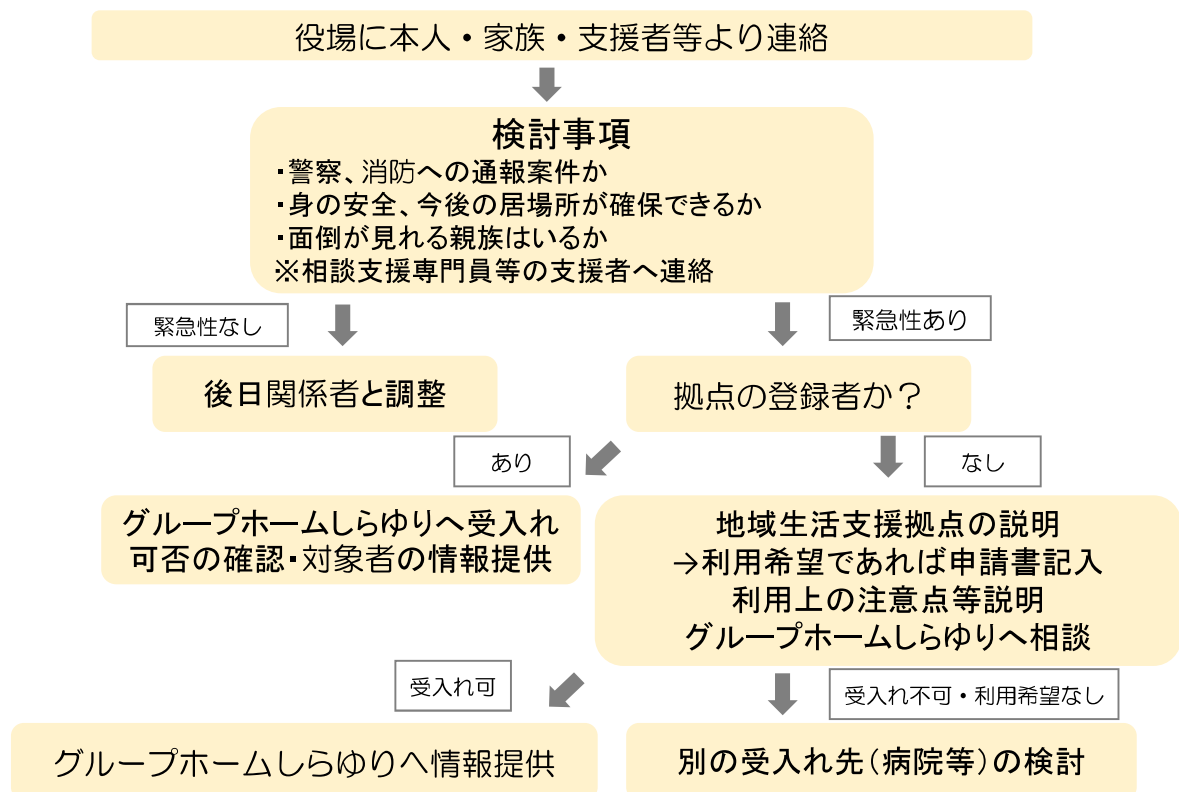 役場に本人・家族・支援者等より連絡
検討事項
・警察、消防への通報案件か
・身の安全、今後の居場所が確保できるか
・面倒が見れる親族はいるか
※相談支援専門員等の支援者へ連絡
緊急性なし
緊急性あり
後日関係者と調整
拠点の登録者か？
あり
なし
グループホームしらゆりへ受入れ
可否の確認・対象者の情報提供
地域生活支援拠点の説明
→利用希望であれば申請書記入
利用上の注意点等説明
グループホームしらゆりへ相談
受入れ可
受入れ不可・利用希望なし
グループホームしらゆりへ情報提供
別の受入れ先（病院等）の検討